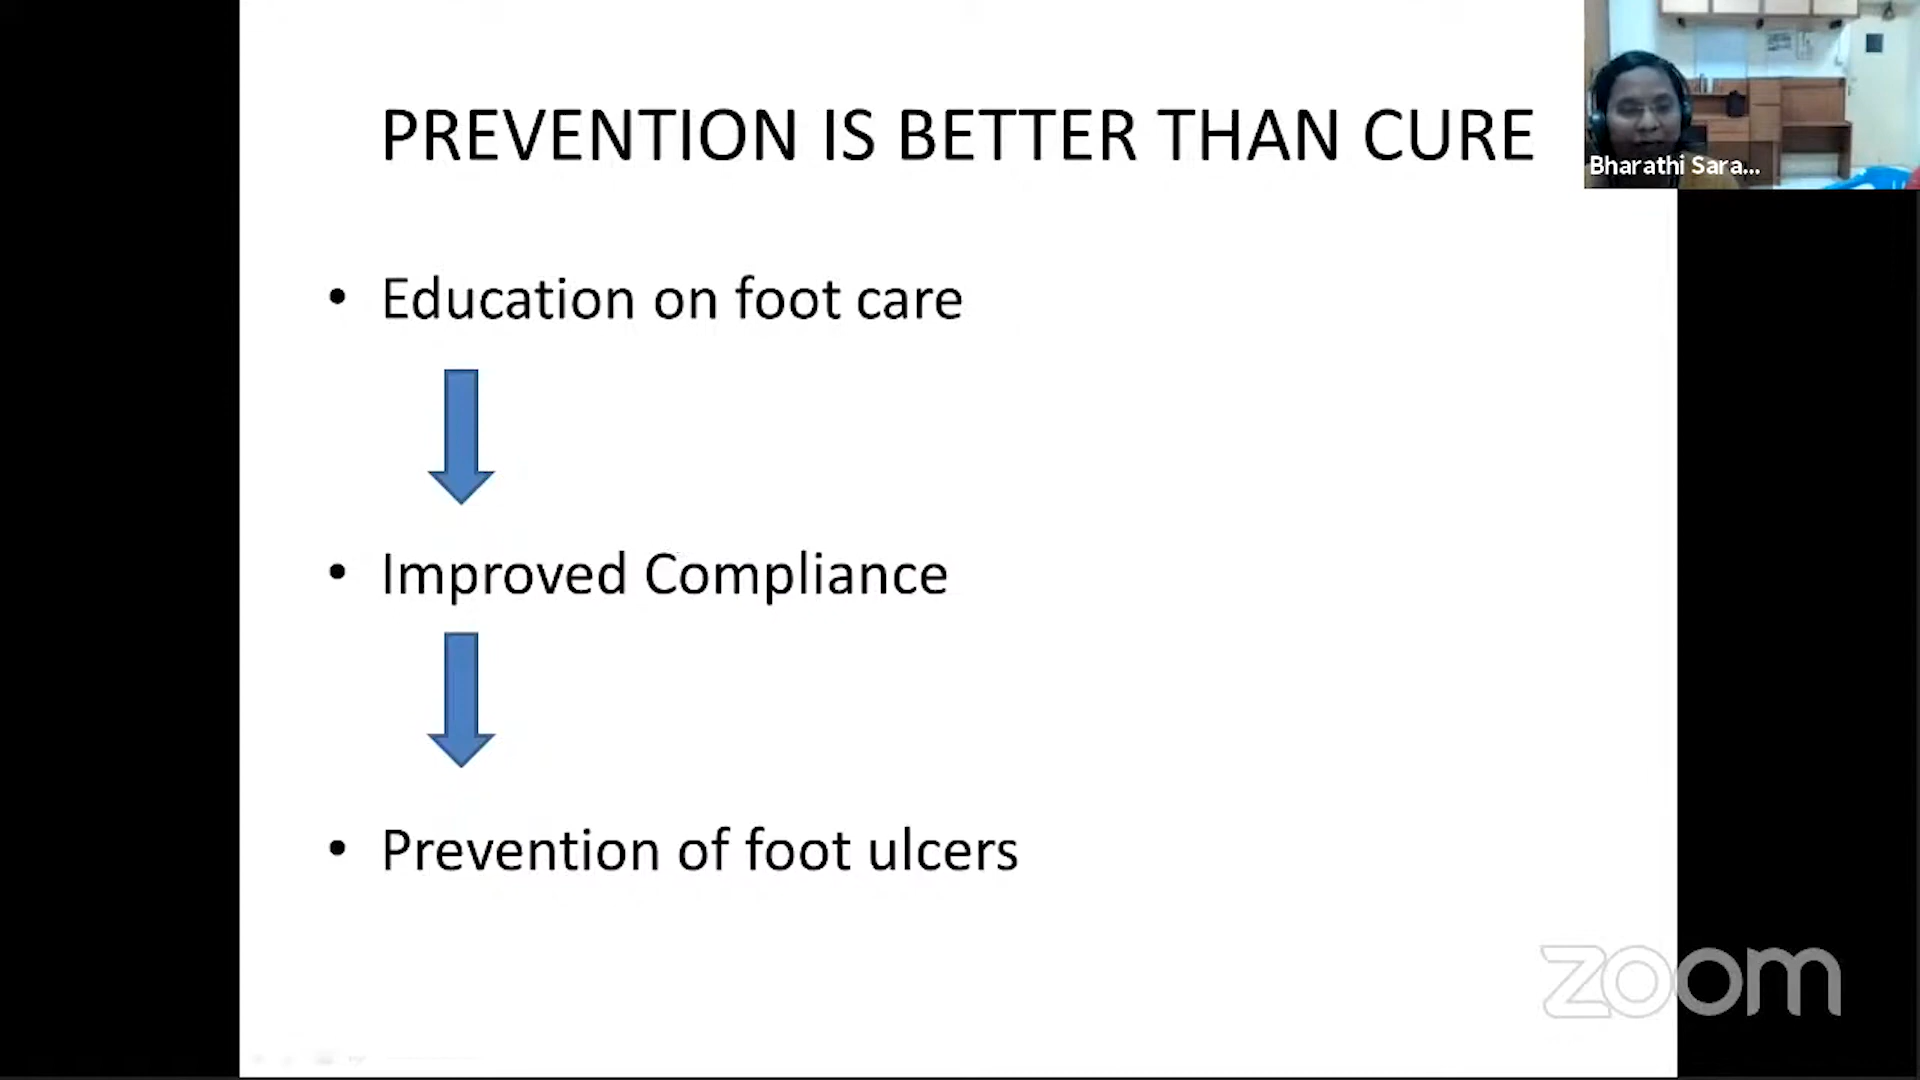 PREVENTION IS BETTER THAN CURE
Bharathi Sara...
• Education on foot care
• Improved Compliance
• Prevention of foot ulcers
zoom